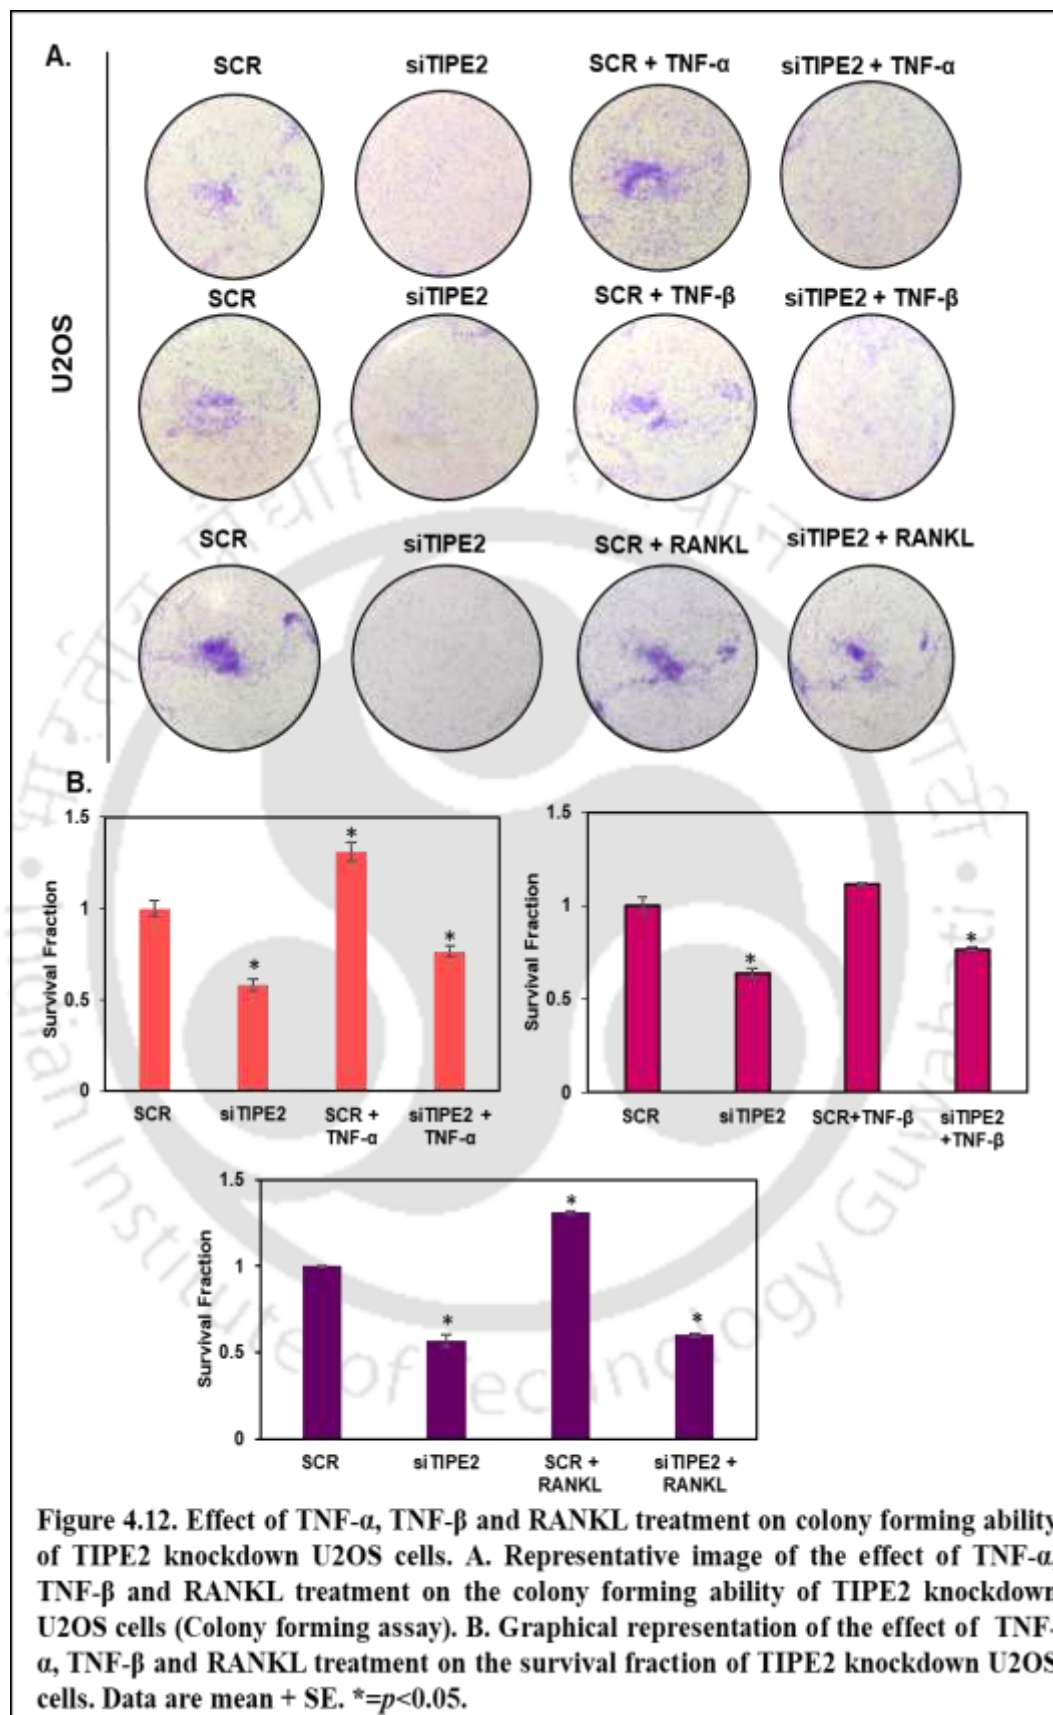 A.
SCR siTIPE2 SCR + TNF-α siTIPE2 + TNF-α
SCR siTIPE2 SCR + TNF-β siTIPE2 + TNF-β
U2OS
SCR siTIPE2 SCR + RANKL siTIPE2 + RANKL
B.
1.5
*
1
*
*
Survival Fraction
0.5
0
SCR siTIPE2 SCR + siTIPE2 +
TNF-α TNF-α
1.5
1
*
*
Survival Fraction
0.5
0
SCR siTIPE2 SCR+TNF-β siTIPE2
+TNF-β
1.5
*
1
*
*
Survival Fraction
0.5
0
SCR siTIPE2 SCR + siTIPE2 +
RANKL RANKL
Indian Institute of Technology Guwahati
Figure 4.12. Effect of TNF-α, TNF-β and RANKL treatment on colony forming ability
of TIPE2 knockdown U2OS cells. A. Representative image of the effect of TNF-α,
TNF-β and RANKL treatment on the colony forming ability of TIPE2 knockdown
U2OS cells (Colony forming assay). B. Graphical representation of the effect of TNF-
α, TNF-β and RANKL treatment on the survival fraction of TIPE2 knockdown U2OS
cells. Data are mean + SE. *=p<0.05.